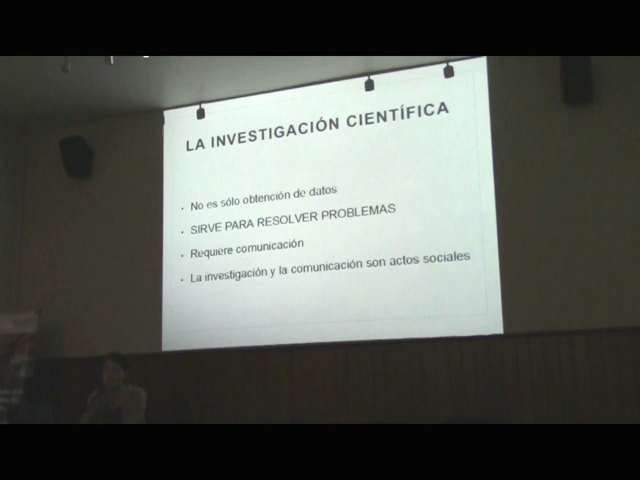 LA INVESTIGACIÓN CIENTÍFICA
• No es sólo obtención de datos
• SIRVE PARA RESOLVER PROBLEMAS
• Requiere comunicación
• La investigación y la comunicación son actos sociales